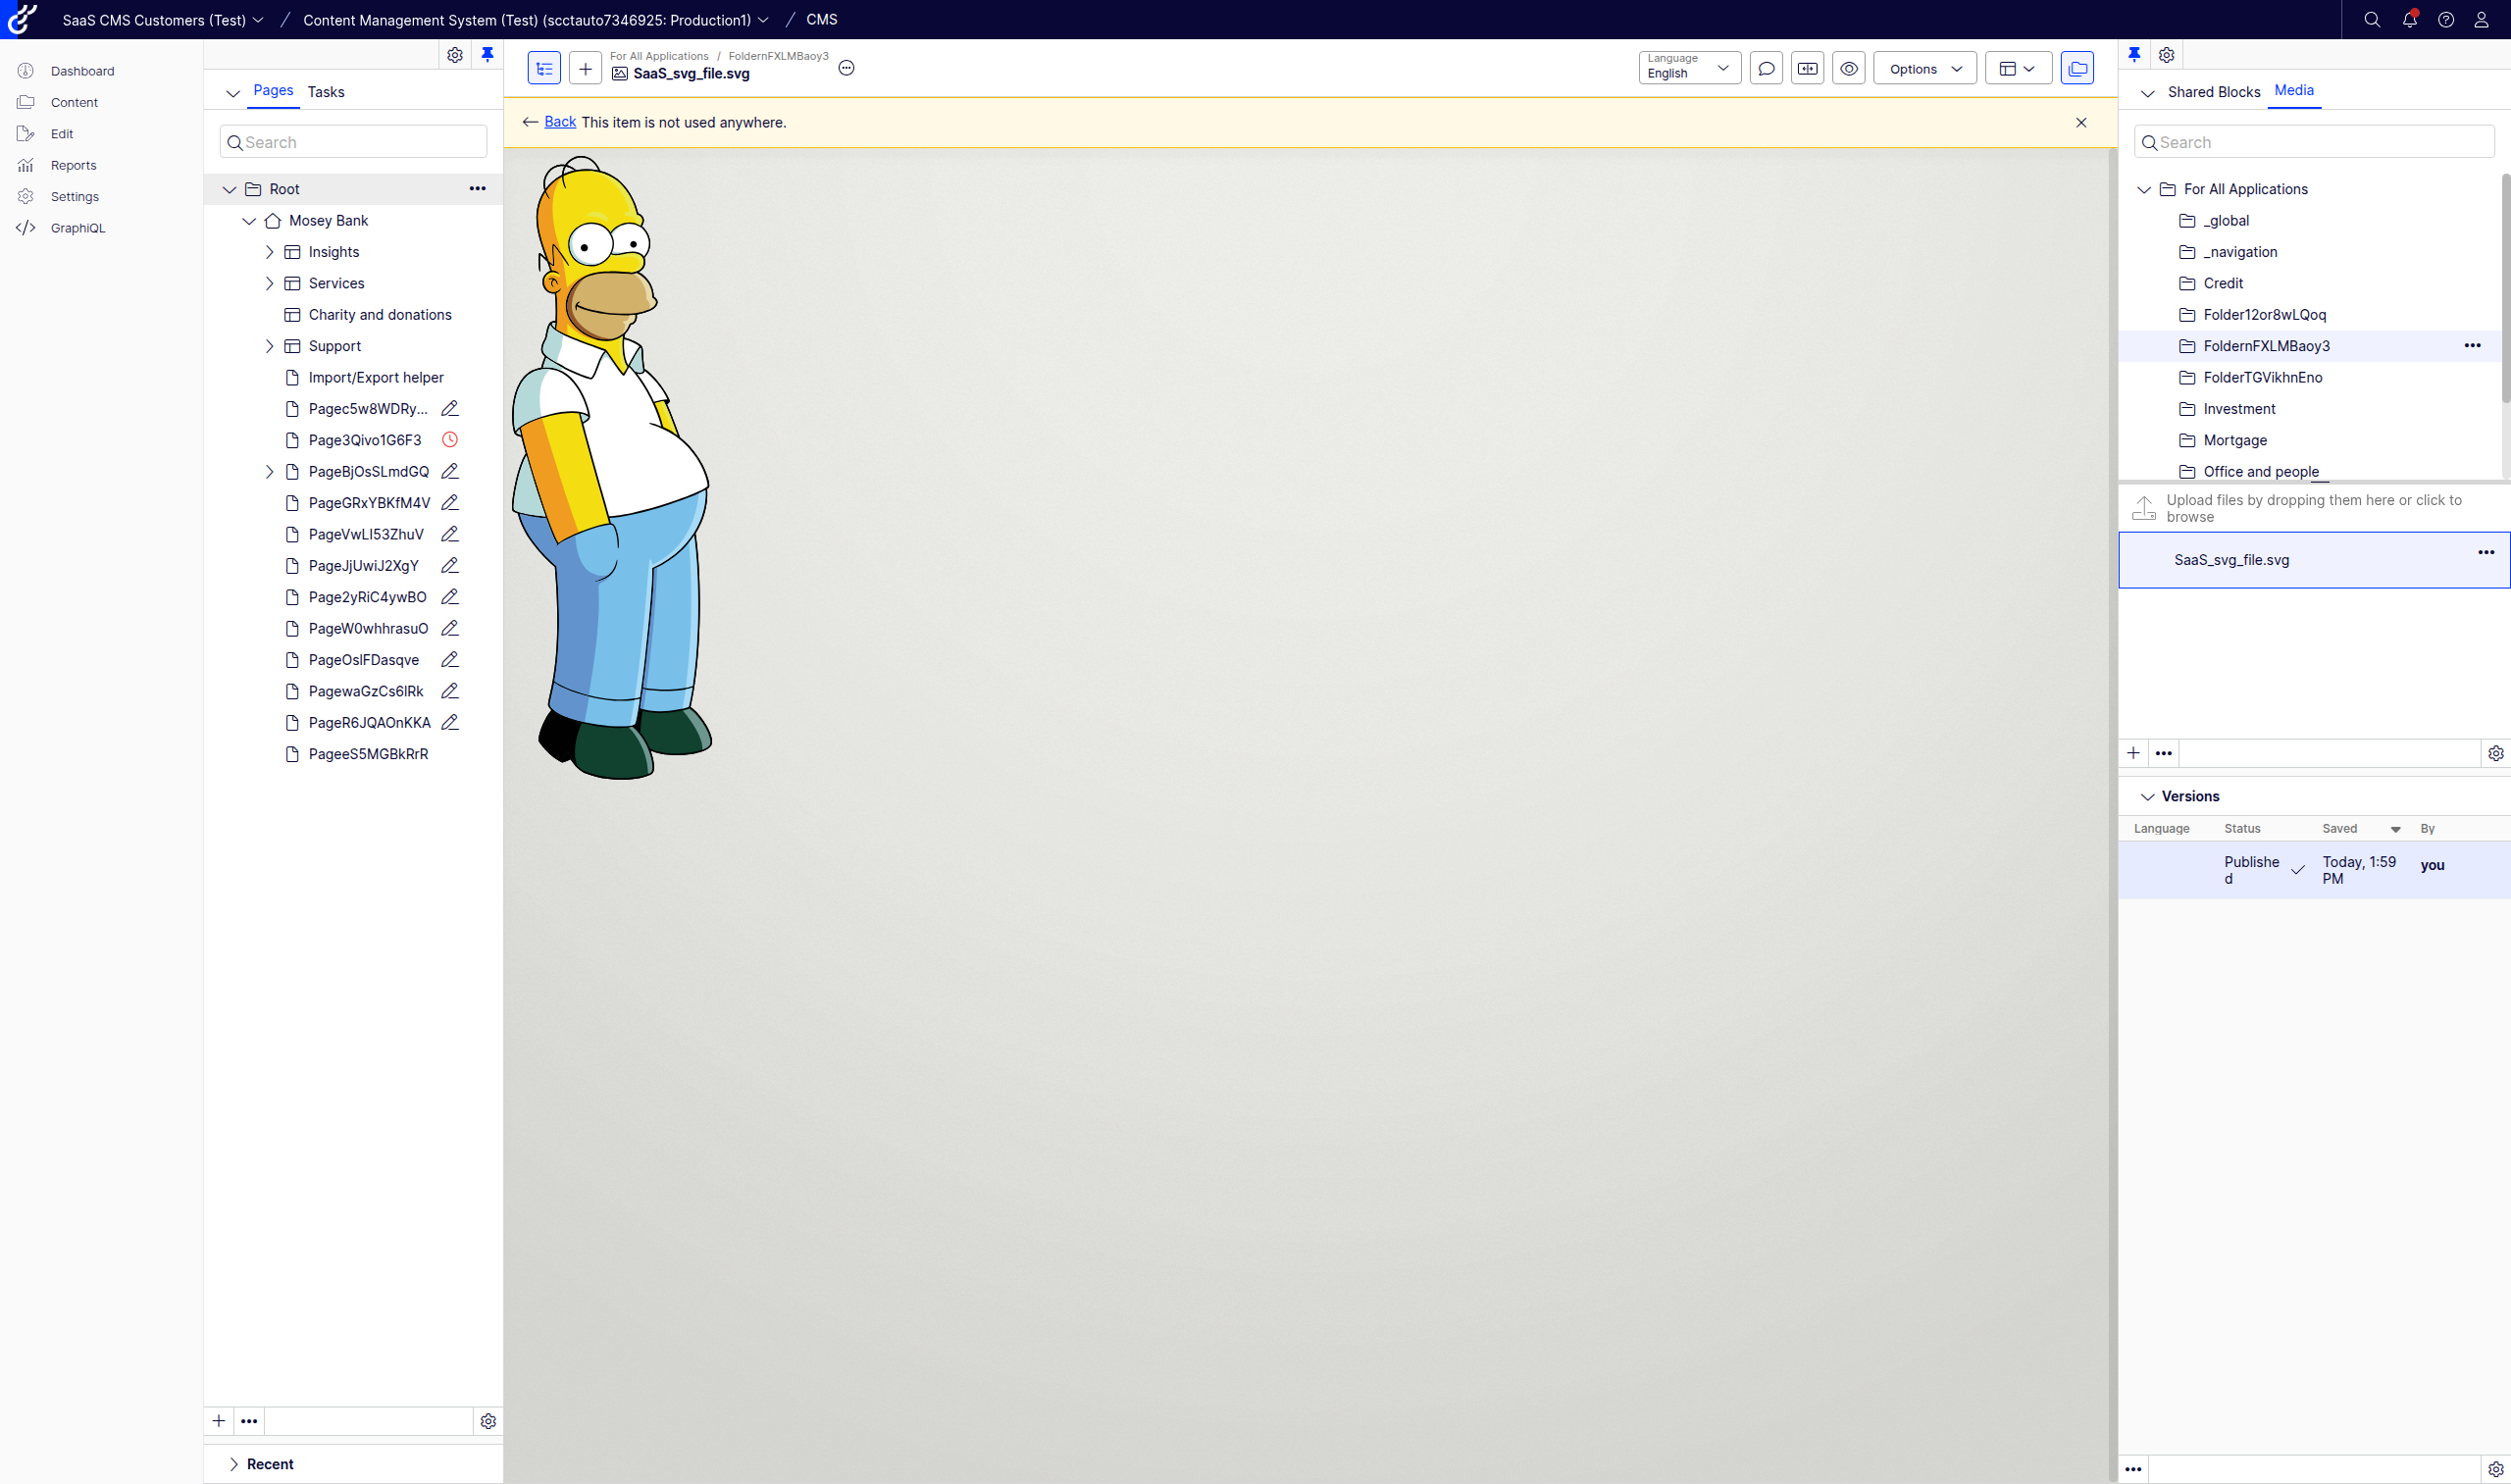 SaaS CMS Customers (Test)
Content Management System (Test) (scctauto7346925: Production1)
CMS
Dashboard
Content
Edit
Reports
Settings
GraphiQL
Pages
Tasks
Search
Root
Mosey Bank
Insights
Services
Charity and donations
Support
Import/Export helper
Pagec5w8WDRy...
Page3Qivo1G6F3
PageBjOsSLmdGQ
PageGRxYBKfM4V
PageVwLI53ZhuV
PageJjUwiJ2XgY
Page2yRiC4ywBO
PageW0whhrasuO
PageOsIFDasqve
PagewaGzCs6IRk
PageR6JQAOnKKA
PageeS5MGBkRrR
Recent
For All Applications / FoldernFXLMBaoy3
SaaS_svg_file.svg
Language
English
Options
Back This item is not used anywhere.
Shared Blocks
Media
Search
For All Applications
_global
_navigation
Credit
Folder12or8wLQoq
FoldernFXLMBaoy3
FolderTGVikhnEno
Investment
Mortgage
Office and people
Upload files by dropping them here or click to
browse
SaaS_svg_file.svg
Versions
Language Status Saved By
Publishe
d
Today, 1:59
PM
you